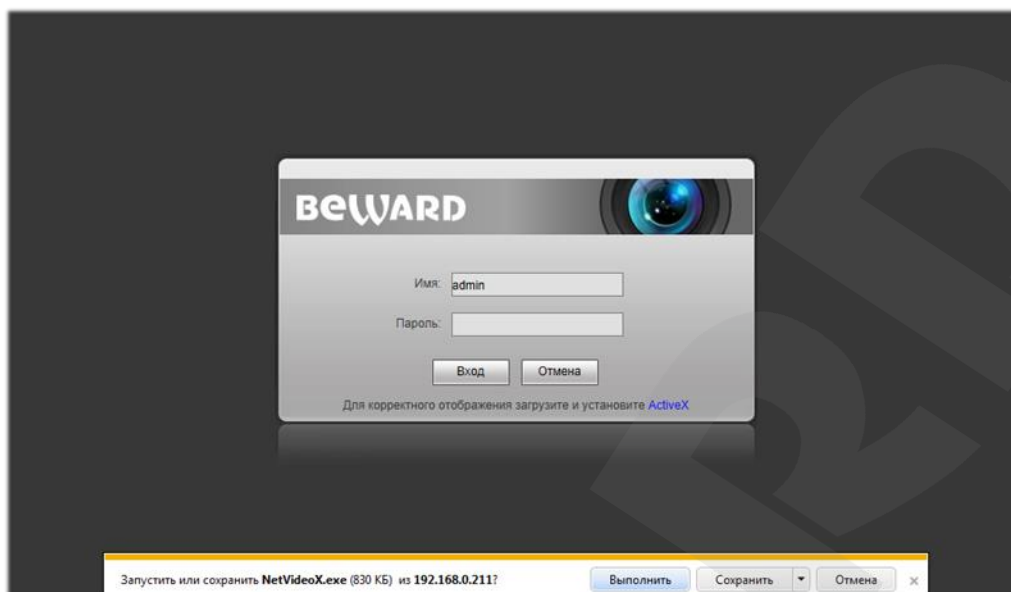 BEWARD
Имя: admin
Пароль:
Вход Отмена
Для корректного отображения загрузите и установите ActiveX
Запустить или сохранить NetVideoX.exe (830 КБ) из 192.168.0.211? Выполнить Сохранить Отмена